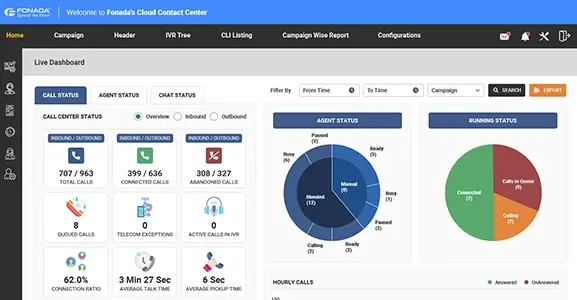 FONADA
Spread the Word
Welcome to Fonada's Cloud Contact Center
Home
Campaign
Header
IVR Tree
CLI Listing
Campaign Wise Report
Configurations
Live Dashboard
CALL STATUS
AGENT STATUS
CHAT STATUS
Filter By
From Time
To Time
Campaign
SEARCH
EXPORT
CALL CENTER STATUS
Overview
Inbound
Outbound
INBOUND / OUTBOUND
707 / 963
TOTAL CALLS
INBOUND / OUTBOUND
399 / 636
CONNECTED CALLS
INBOUND / OUTBOUND
308 / 327
ABANDONED CALLS
8
QUEUED CALLS
0
TELECOM EXCEPTIONS
0
ACTIVE CALLS IN IVR
62.0%
CONNECTION RATIO
3 Min 27 Sec
AVERAGE TALK TIME
6 Sec
AVERAGE PICKUP TIME
AGENT STATUS
Paused
(2)
Ready
(5)
Busy
(6)
Manual
(8)
Blended
(12)
Busy
(1)
Paused
(2)
Ready
(3)
Calling
(2)
RUNNING STATUS
Calls in Queue
(8)
Connected
(7)
Calling
(2)
HOURLY CALLS
Answered
UnAnswered
150